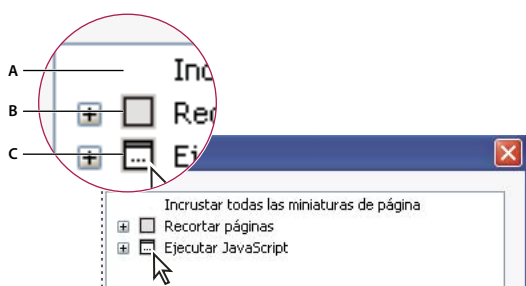 A
Inc
B
Rec
C
Ej
Incrustar todas las miniaturas de página
Recortar páginas
Ejecutar JavaScript